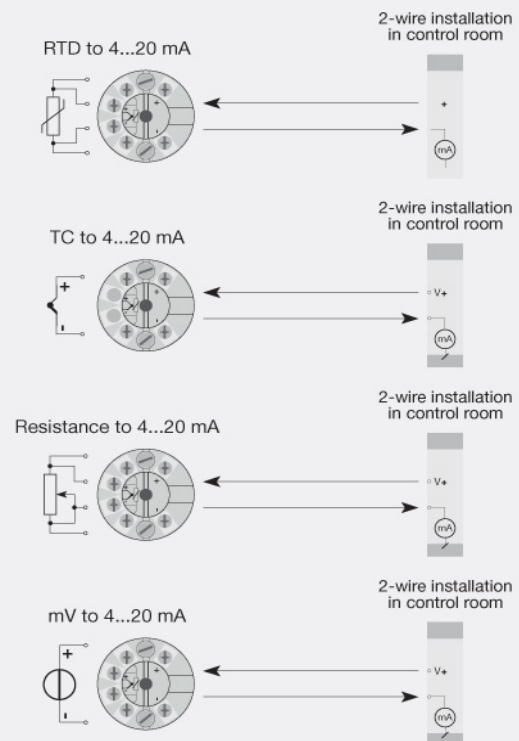 2-wire installation
in control room
RTD to 4...20 mA
+
-
+
mA
2-wire installation
in control room
TC to 4...20 mA
+
-
+
-
V+
mA
2-wire installation
in control room
Resistance to 4...20 mA
+
-
V+
mA
2-wire installation
in control room
mV to 4...20 mA
+
-
+
-
V+
mA